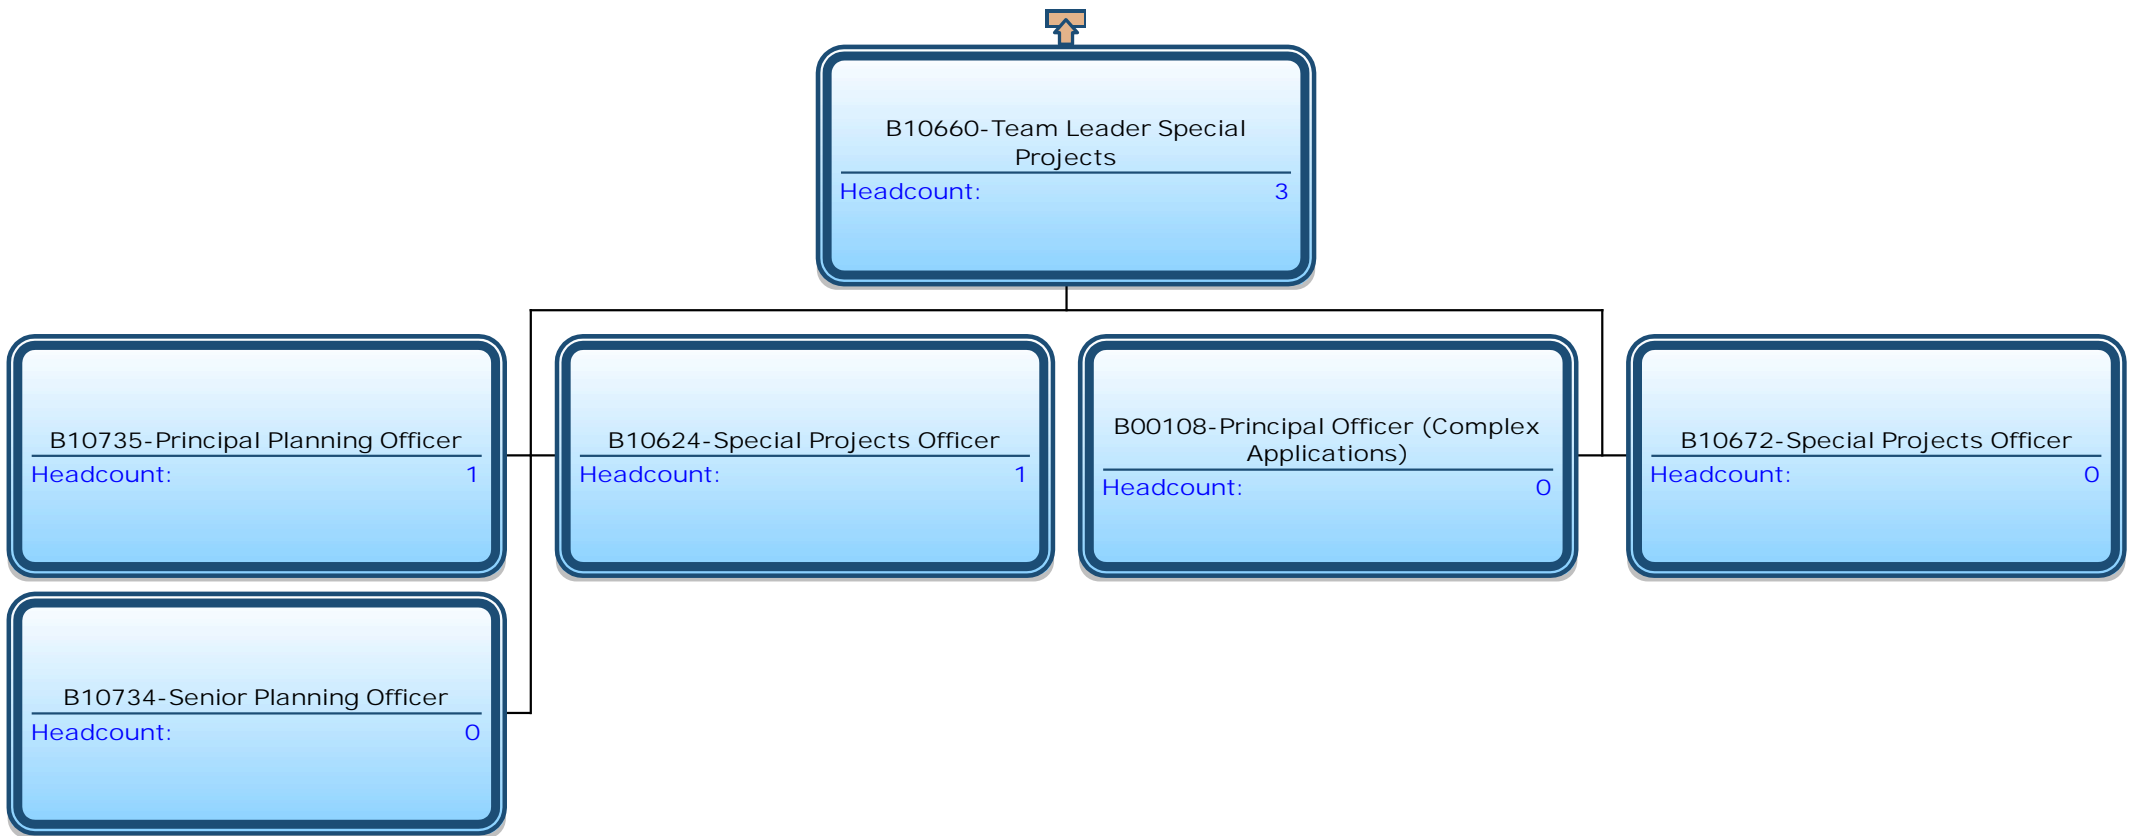 B10660-Team Leader Special
Projects
Headcount: 3
B10735-Principal Planning Officer
Headcount: 1
B10624-Special Projects Officer
Headcount: 1
B00108-Principal Officer (Complex
Applications)
Headcount: 0
B10672-Special Projects Officer
Headcount: 0
B10734-Senior Planning Officer
Headcount: 0